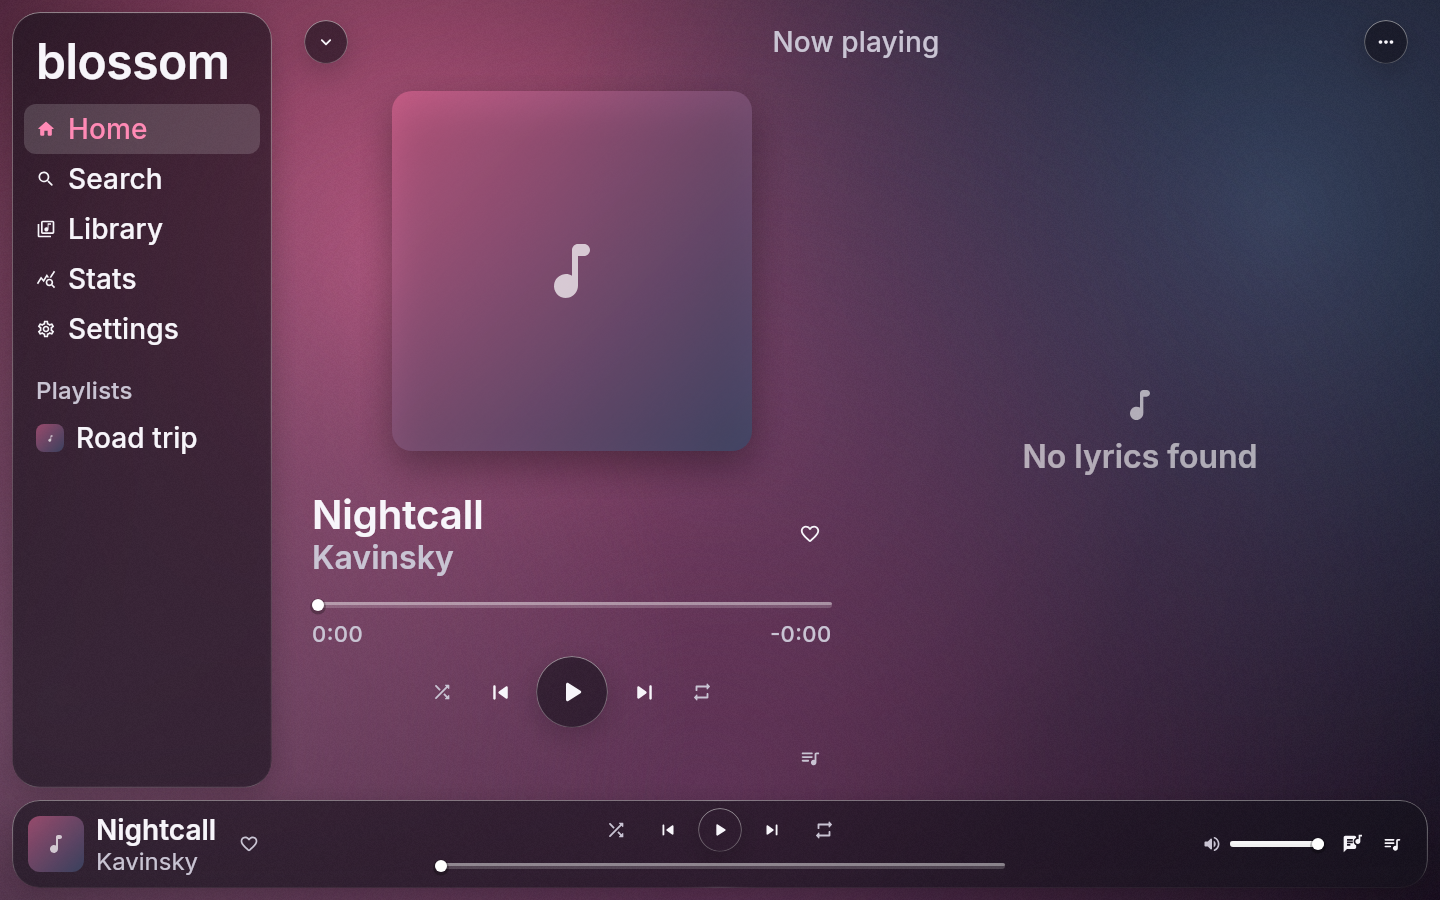 blossom
Home
Search
Library
Stats
Settings
Playlists
Road trip
Now playing
Nightcall
Kavinsky
0:00
-0:00
No lyrics found
Nightcall
Kavinsky